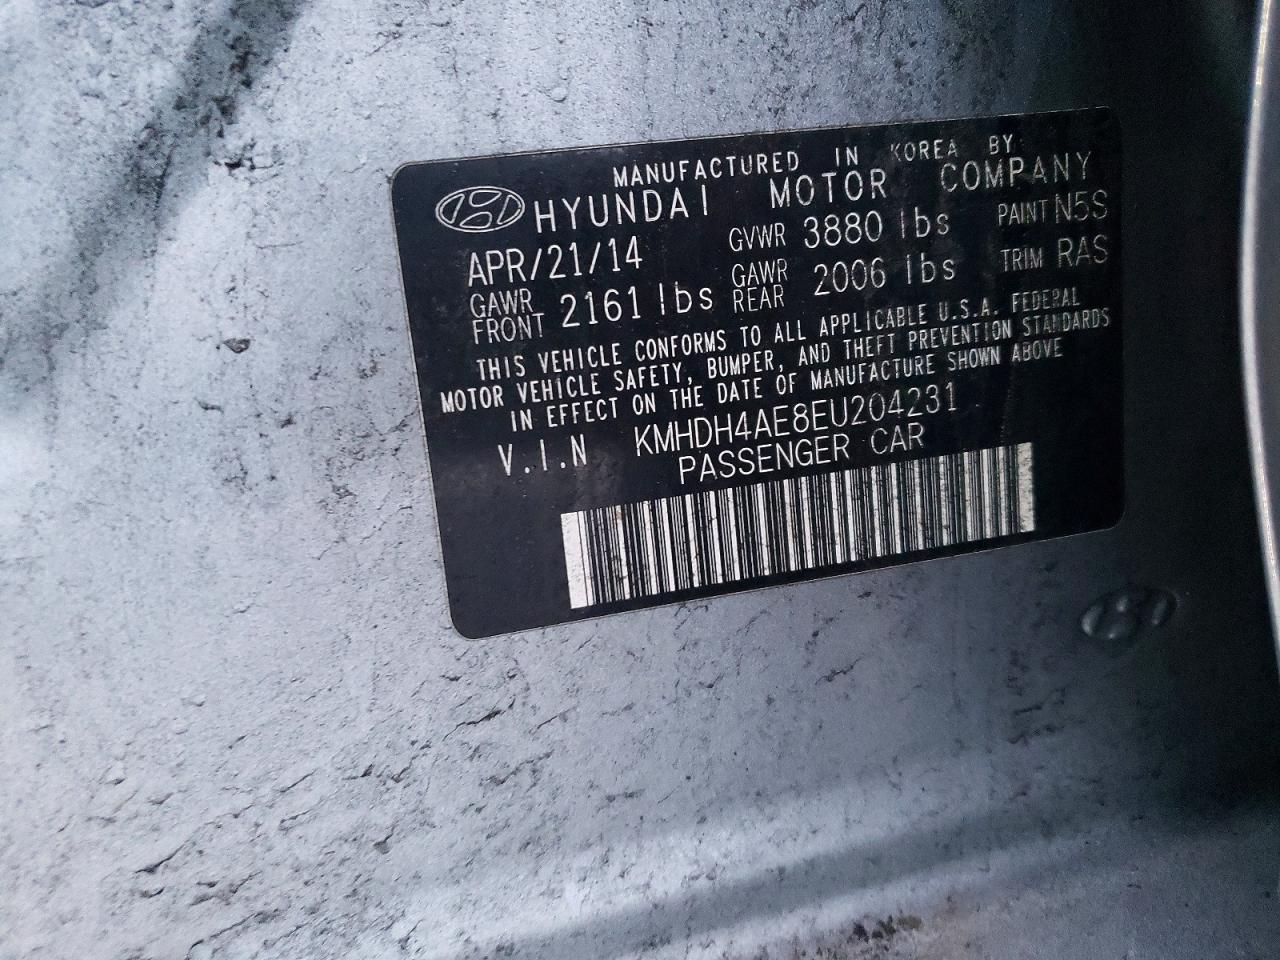 MANUFACTURED IN KOREA BY
HYUNDAI MOTOR COMPANY
APR/21/14 GVWR 3880 lbs PAINT N5S
GAWR FRONT 2161 lbs GAWR REAR 2006 lbs TRIM RAS
THIS VEHICLE CONFORMS TO ALL APPLICABLE U.S.A. FEDERAL
MOTOR VEHICLE SAFETY, BUMPER, AND THEFT PREVENTION STANDARDS
IN EFFECT ON THE DATE OF MANUFACTURE SHOWN ABOVE
V.I.N KMHDH4AE8EU204231
PASSENGER CAR